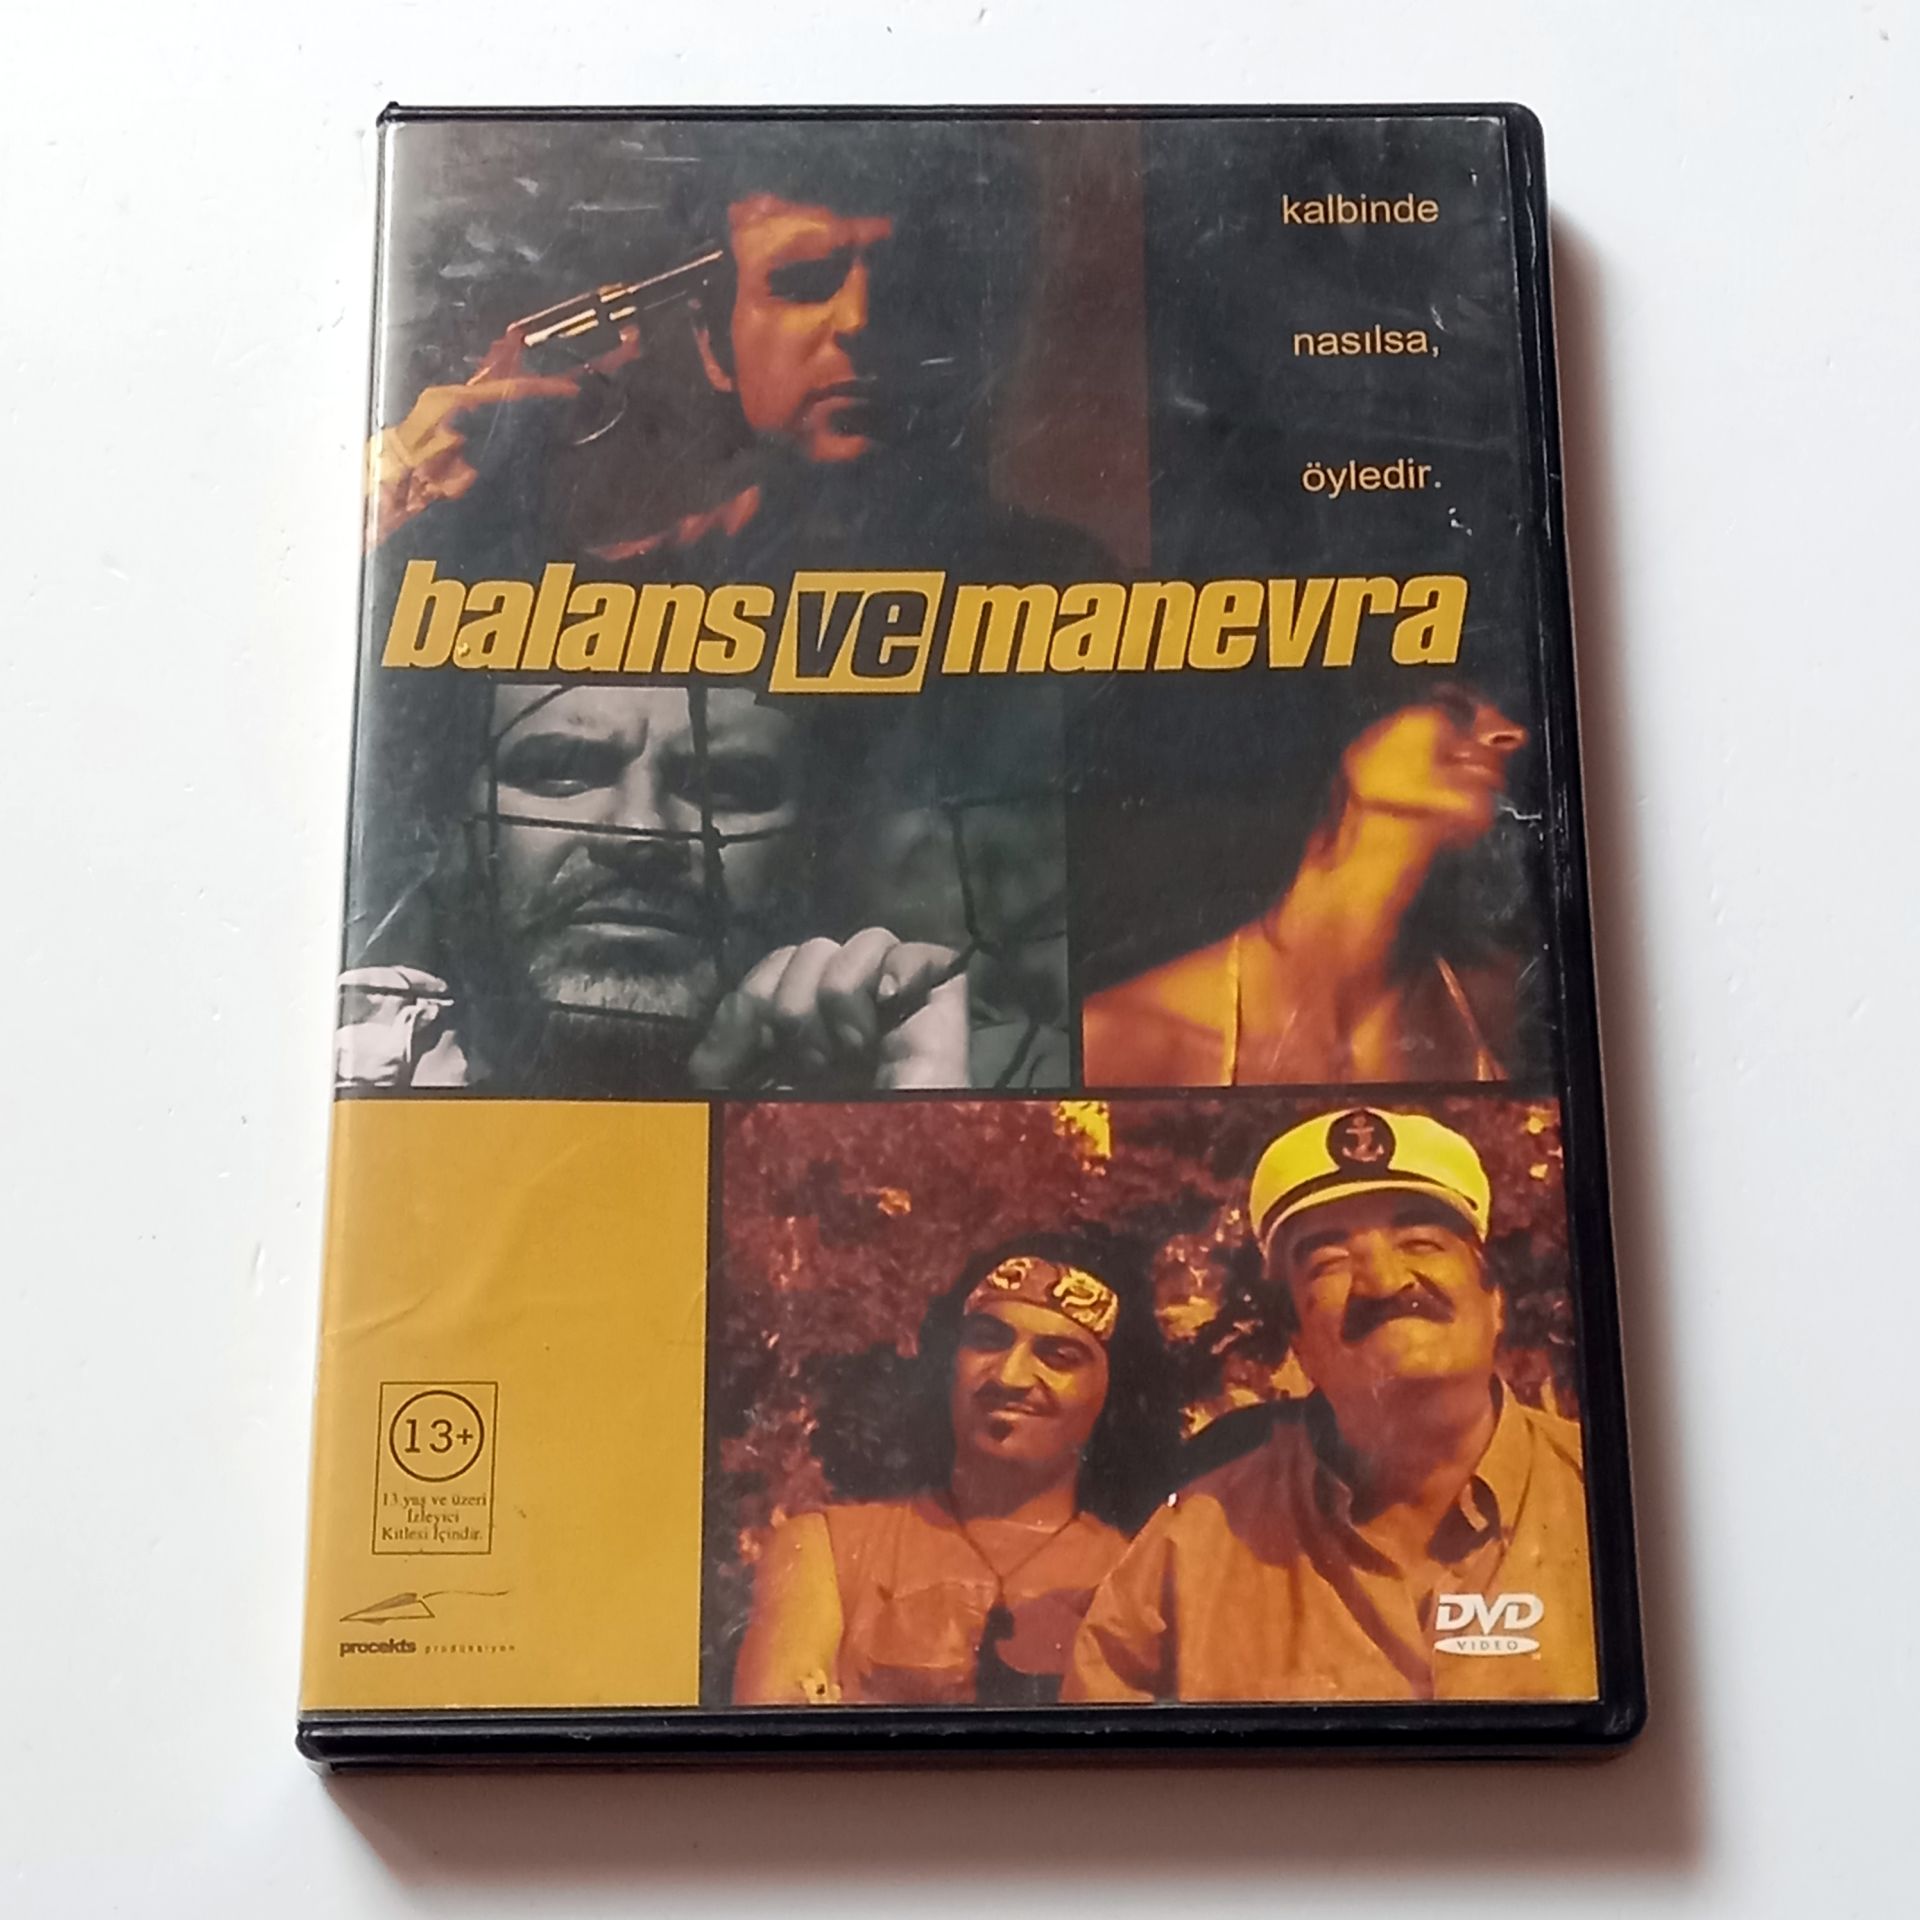 kalbinde
nasılsa,
öyledir.
balans ve manevra
13+
13 yaş ve üzeri
İzleyici
Kitlesi İçindir.
procekts prodüksiyon
DVD
VIDEO